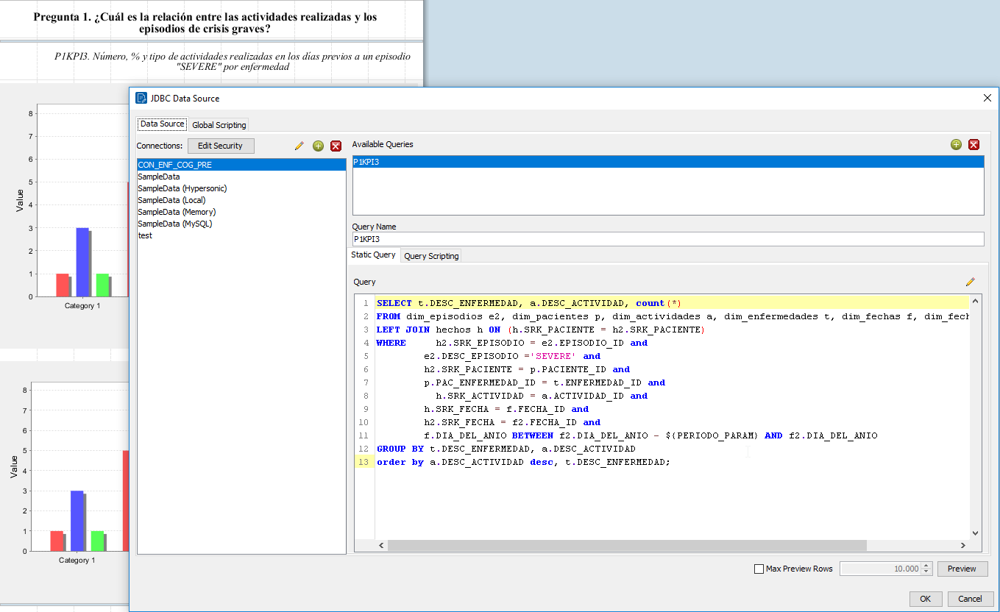 Pregunta 1. ¿Cuál es la relación entre las actividades realizadas y los
episodios de crisis graves?
P1KPI3. Número, % y tipo de actividades realizadas en los días previos a un episodio
"SEVERE" por enfermedad
8
7
6
5
4
3
2
1
0
Value
Category 1
8
7
6
5
4
3
2
1
0
Value
Category 1
JDBC Data Source
Data Source
Global Scripting
Connections:
Edit Security
CON_ENF_COG_PRE
SampleData
SampleData (Hypersonic)
SampleData (Local)
SampleData (Memory)
SampleData (MySQL)
test
Available Queries
P1KPI3
Query Name
P1KPI3
Static Query
Query Scripting
Query
1 SELECT t.DESC_ENFERMEDAD, a.DESC_ACTIVIDAD, count(*)
2 FROM dim_episodios e2, dim_pacientes p, dim_actividades a, dim_enfermedades t, dim_fechas f, dim_fech
3 LEFT JOIN hechos h ON (h.SRK_PACIENTE = h2.SRK_PACIENTE)
4 WHERE h2.SRK_EPISODIO = e2.EPISODIO_ID and
5 e2.DESC_EPISODIO ='SEVERE' and
6 h2.SRK_PACIENTE = p.PACIENTE_ID and
7 p.PAC_ENFERMEDAD_ID = t.ENFERMEDAD_ID and
8 h.SRK_ACTIVIDAD = a.ACTIVIDAD_ID and
9 h.SRK_FECHA = f.FECHA_ID and
10 h2.SRK_FECHA = f2.FECHA_ID and
11 f.DIA_DEL_ANIO BETWEEN f2.DIA_DEL_ANIO - ${PERIODO_PARAM} AND f2.DIA_DEL_ANIO
12 GROUP BY t.DESC_ENFERMEDAD, a.DESC_ACTIVIDAD
13 order by a.DESC_ACTIVIDAD desc, t.DESC_ENFERMEDAD;
Max Preview Rows
10.000
Preview
OK
Cancel